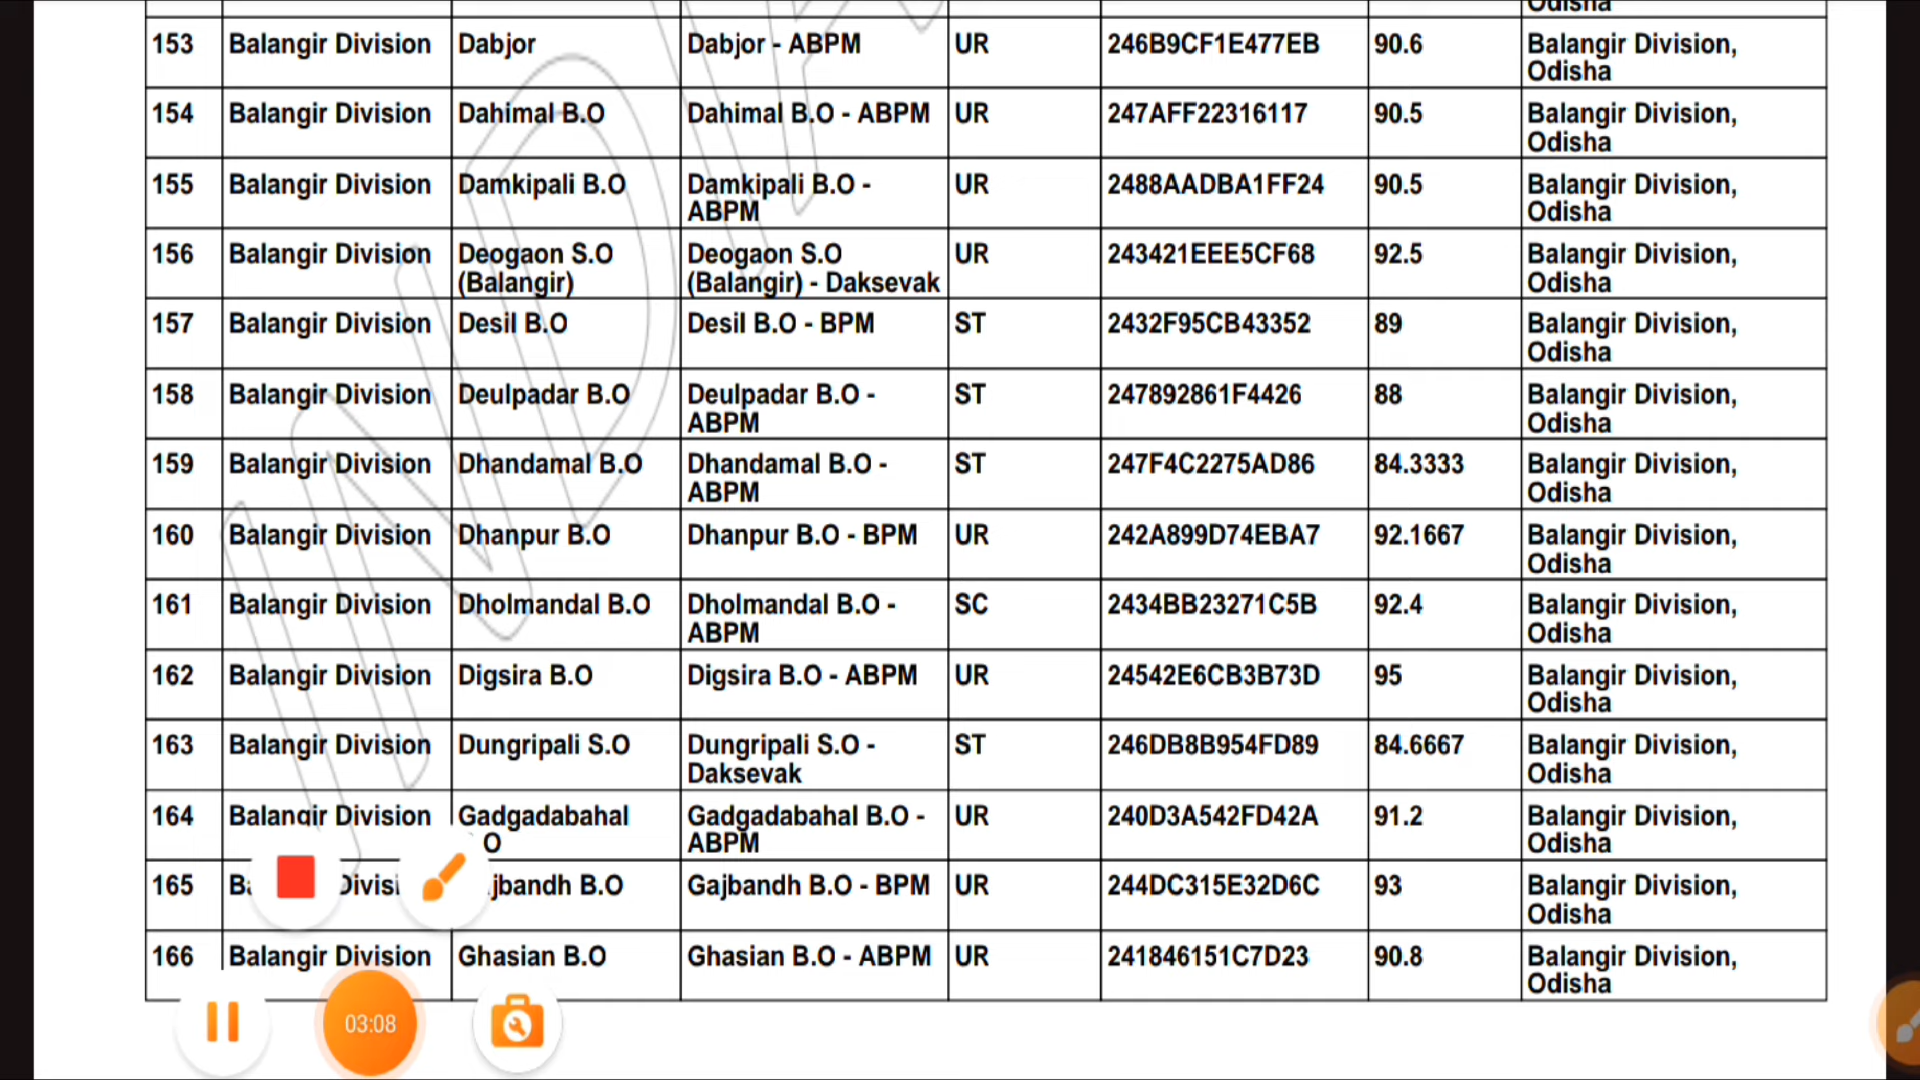 Odisha
153 Balangir Division Dabjor Dabjor - ABPM UR 246B9CF1E477EB 90.6 Balangir Division,
Odisha
154 Balangir Division Dahimal B.O Dahimal B.O - ABPM UR 247AFF22316117 90.5 Balangir Division,
Odisha
155 Balangir Division Damkipali B.O Damkipali B.O - UR 2488AADBA1FF24 90.5 Balangir Division,
ABPM Odisha
156 Balangir Division Deogaon S.O Deogaon S.O UR 243421EEE5CF68 92.5 Balangir Division,
(Balangir) (Balangir) - Daksevak Odisha
157 Balangir Division Desil B.O Desil B.O - BPM ST 2432F95CB43352 89 Balangir Division,
Odisha
158 Balangir Division Deulpadar B.O Deulpadar B.O - ST 247892861F4426 88 Balangir Division,
ABPM Odisha
159 Balangir Division Dhandamal B.O Dhandamal B.O - ST 247F4C2275AD86 84.3333 Balangir Division,
ABPM Odisha
160 Balangir Division Dhanpur B.O Dhanpur B.O - BPM UR 242A899D74EBA7 92.1667 Balangir Division,
Odisha
161 Balangir Division Dholmandal B.O Dholmandal B.O - SC 2434BB23271C5B 92.4 Balangir Division,
ABPM Odisha
162 Balangir Division Digsira B.O Digsira B.O - ABPM UR 24542E6CB3B73D 95 Balangir Division,
Odisha
163 Balangir Division Dungripali S.O Dungripali S.O - ST 246DB8B954FD89 84.6667 Balangir Division,
Daksevak Odisha
164 Balangir Division Gadgadabahal Gadgadabahal B.O - UR 240D3A542FD42A 91.2 Balangir Division,
O ABPM Odisha
165 B.O Gajbandh B.O - BPM UR 244DC315E32D6C 93 Balangir Division,
Odisha
166 Balangir Division Ghasian B.O Ghasian B.O - ABPM UR 241846151C7D23 90.8 Balangir Division,
Odisha
03:08
INDIA